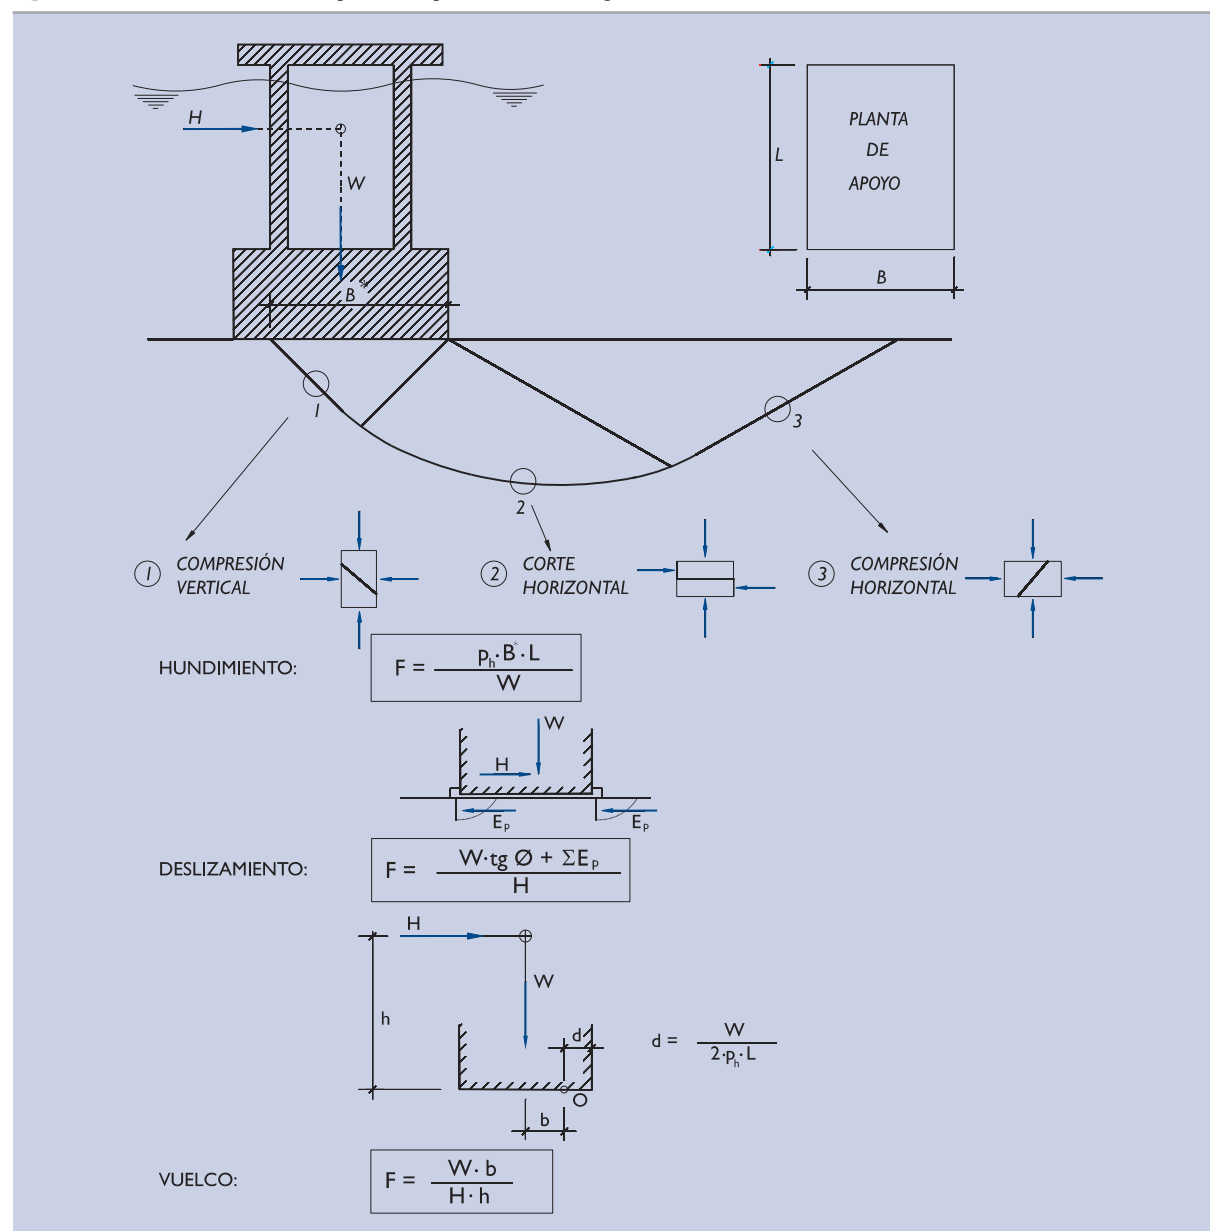 H
W
B*
L
PLANTA
DE
APOYO
B
1
2
3
1 COMPRESIÓN
VERTICAL
2 CORTE
HORIZONTAL
3 COMPRESIÓN
HORIZONTAL
HUNDIMIENTO: F = pₕ·B*·L / W
W
H
Eₚ Eₚ
DESLIZAMIENTO: F = W·tg Ø + ΣEₚ / H
H
W
h
d
d = W / 2·pₕ·L
O
b
VUELCO: F = W·b / H·h